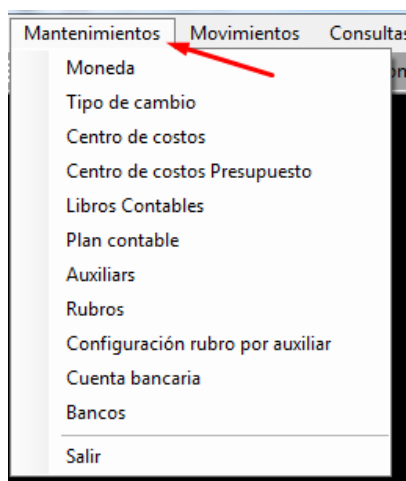 Mantenimientos Movimientos Consultas
Moneda
Tipo de cambio
Centro de costos
Centro de costos Presupuesto
Libros Contables
Plan contable
Auxiliars
Rubros
Configuración rubro por auxiliar
Cuenta bancaria
Bancos
Salir